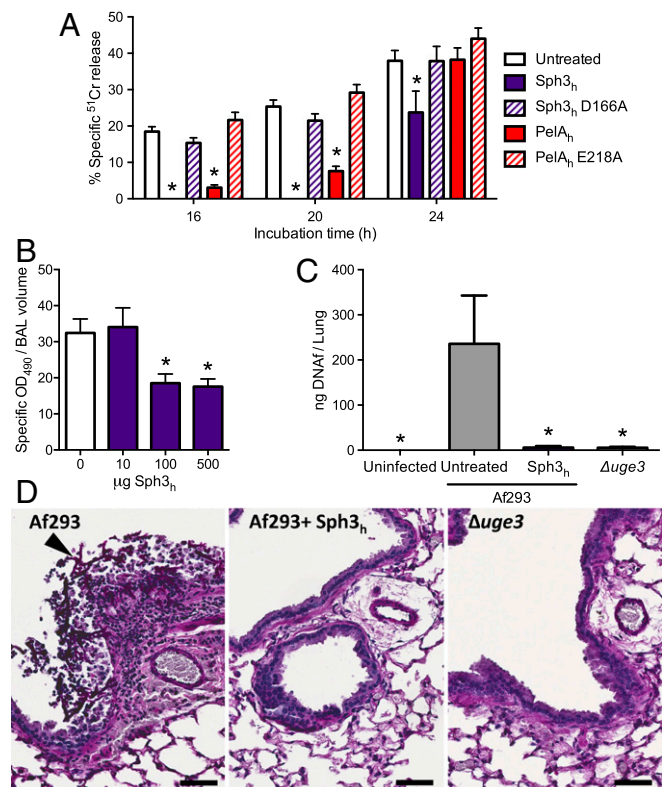 A
% Specific ⁵¹Cr release
50
40
30
20
10
0
* * * * *
16 20 24
Incubation time (h)
Untreated
Sph3ₕ
Sph3ₕ D166A
PelAₕ
PelAₕ E218A
B
Specific OD₄₉₀ / BAL volume
50
40
30
20
10
0
* *
0 10 100 500
µg Sph3ₕ
C
ng DNAf / Lung
400
300
200
100
0
* * *
Uninfected Untreated Sph3ₕ Δuge3
Af293
D
Af293
Af293+ Sph3ₕ
Δuge3